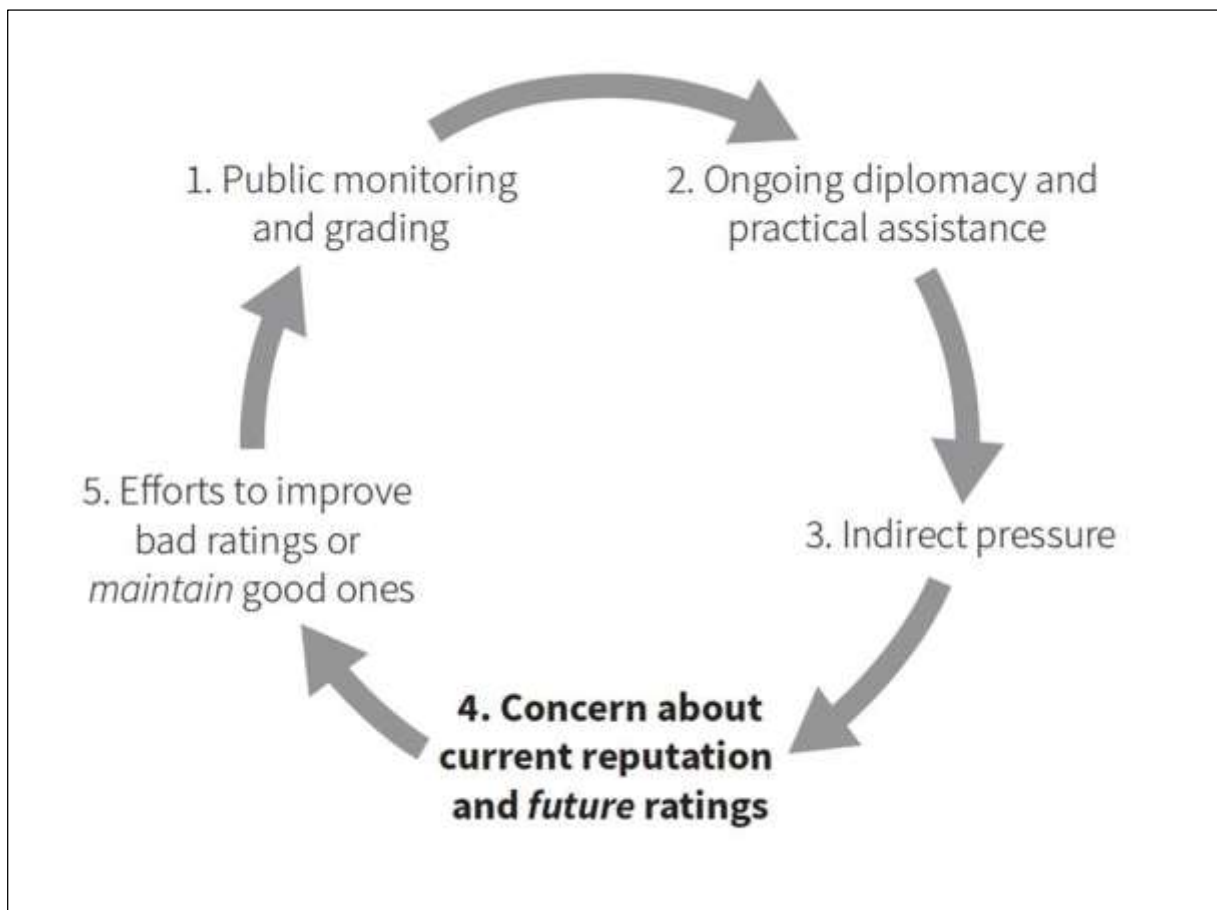 1. Public monitoring
and grading
2. Ongoing diplomacy and
practical assistance
3. Indirect pressure
4. Concern about
current reputation
and future ratings
5. Efforts to improve
bad ratings or
maintain good ones